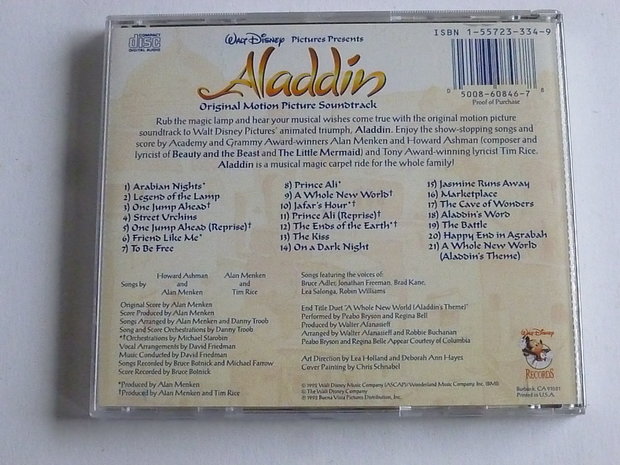 COMPACT disc DIGITAL AUDIO
Walt Disney Pictures Presents
Aladdin
Original Motion Picture Soundtrack
ISBN 1-55723-334-9
D 5008-60846-7 8
Proof of Purchase
Rub the magic lamp and hear your musical wishes come true with the original motion picture
soundtrack to Walt Disney Pictures' animated triumph, Aladdin. Enjoy the show-stopping songs and
score by Academy and Grammy Award-winners Alan Menken and Howard Ashman (composer and
lyricist of Beauty and the Beast and The Little Mermaid) and Tony Award-winning lyricist Tim Rice.
Aladdin is a musical magic carpet ride for the whole family!
1) Arabian Nights*
2) Legend of the Lamp
3) One Jump Ahead†
4) Street Urchins
5) One Jump Ahead (Reprise)†
6) Friend Like Me*
7) To Be Free
8) Prince Ali*
9) A Whole New World†
10) Jafar's Hour*†
11) Prince Ali (Reprise)†
12) The Ends of the Earth*†
13) The Kiss
14) On a Dark Night
15) Jasmine Runs Away
16) Marketplace
17) The Cave of Wonders
18) Aladdin's Word
19) The Battle
20) Happy End in Agrabah
21) A Whole New World
(Aladdin's Theme)
Songs by Howard Ashman and Alan Menken
Alan Menken and Tim Rice
Songs featuring the voices of:
Bruce Adler, Jonathan Freeman, Brad Kane,
Lea Salonga, Robin Williams
Original Score by Alan Menken
Score Produced by Alan Menken
Songs Arranged by Alan Menken and Danny Troob
Song and Score Orchestrations by Danny Troob
*†Orchestrations by Michael Starobin
Vocal Arrangements by David Friedman
Music Conducted by David Friedman
Songs Recorded by Bruce Botnick and Michael Farrow
Score Recorded by Bruce Botnick
*Produced by Alan Menken
†Produced by Alan Menken and Tim Rice
End Title Duet "A Whole New World (Aladdin's Theme)"
Performed by Peabo Bryson and Regina Bell
Produced by Walter Afanasieff
Arranged by Walter Afanasieff and Robbie Buchanan
Peabo Bryson and Regina Belle Appear Courtesy of Columbia
Art Direction by Lea Holland and Deborah Ann Hayes
Cover Painting by Chris Schnabel
© 1992 Walt Disney Music Company (ASCAP)/Wonderland Music Company Inc. (BMI)
© The Walt Disney Company
℗ 1992 Buena Vista Pictures Distribution, Inc.
Walt Disney
RECORDS
Burbank, CA 91521
Printed in U.S.A.